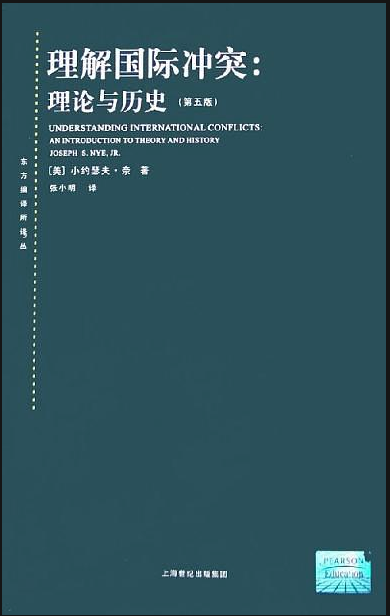 理解国际冲突：
理论与历史（第五版）
UNDERSTANDING INTERNATIONAL CONFLICTS:
AN INTRODUCTION TO THEORY AND HISTORY
JOSEPH S. NYE, JR.
[美] 小约瑟夫·奈 著
张小明 译
东方编译所译丛
上海世纪出版集团
PEARSON
Education